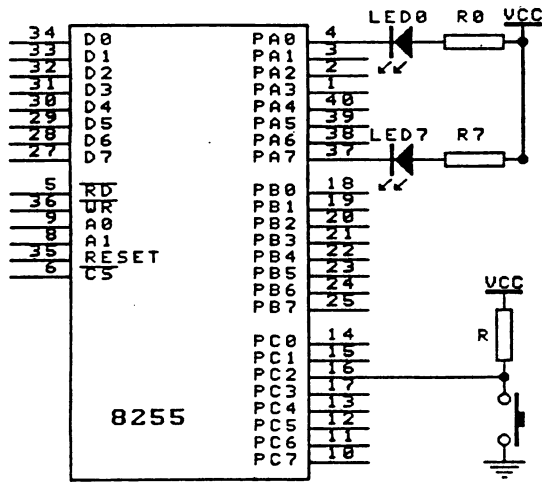 LED0 R0 VCC
34 D0 PA0 4
33 D1 PA1 3
32 D2 PA2 2
31 D3 PA3 1
30 D4 PA4 40
29 D5 PA5 39
28 D6 PA6 38
27 D7 PA7 37
LED7 R7
5 RD PB0 18
36 WR PB1 19
9 A0 PB2 20
8 A1 PB3 21
35 RESET PB4 22
6 CS PB5 23
PB6 24
PB7 25
VCC
R
PC0 14
PC1 15
PC2 16
PC3 17
PC4 13
PC5 12
PC6 11
PC7 10
8255